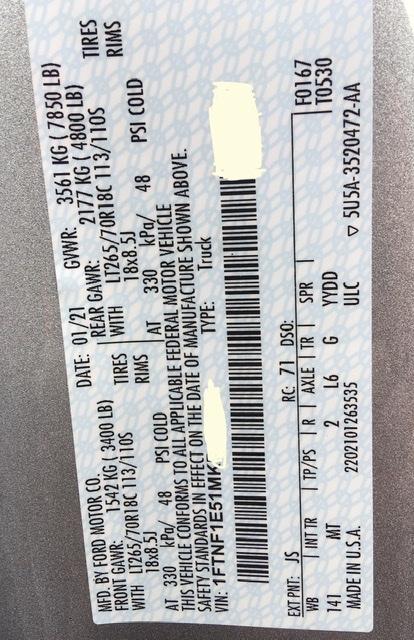 MFD. BY FORD MOTOR CO. DATE: 01/21 GVWR: 3561 KG ( 7850 LB)
FRONT GAWR: 1542 KG ( 3400 LB) REAR GAWR: 2177 KG ( 4800 LB)
WITH LT265/70R18C 113/110S TIRES WITH LT265/70R18C 113/110S TIRES
18x8.5J RIMS 18x8.5J RIMS
AT 330 kPa/ 48 PSI COLD AT 330 kPa/ 48 PSI COLD
THIS VEHICLE CONFORMS TO ALL APPLICABLE FEDERAL MOTOR VEHICLE
SAFETY STANDARDS IN EFFECT ON THE DATE OF MANUFACTURE SHOWN ABOVE.
VIN: 1FTNF1E51MK TYPE: Truck
EXT PNT: JS RC: 71 DSO: F0167
WB INT TR TP/PS R AXLE TR SPR T0530
141 MT 2 L6 G YYDD
MADE IN U.S.A. 2202101263535 ULC ▽ 5U5A-3520472-AA